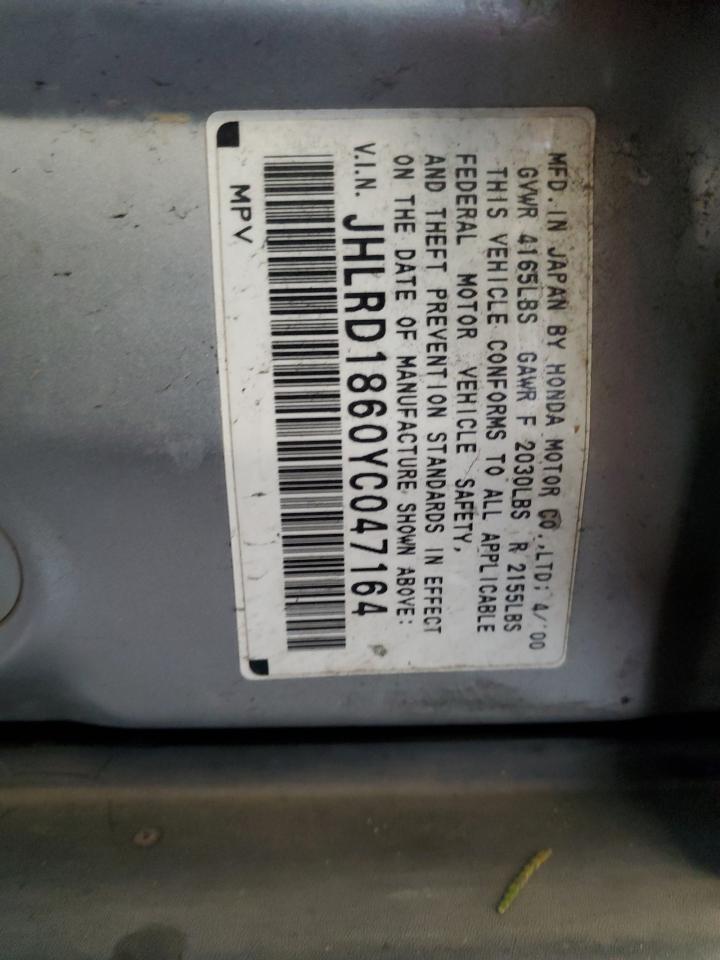 MFD. IN JAPAN BY HONDA MOTOR CO.,LTD; 4/'00
GVWR 4165LBS GAWR F 2030LBS R 2155LBS
THIS VEHICLE CONFORMS TO ALL APPLICABLE
FEDERAL MOTOR VEHICLE SAFETY,
AND THEFT PREVENTION STANDARDS IN EFFECT
ON THE DATE OF MANUFACTURE SHOWN ABOVE:
V.I.N. JHLRD1860YC047164
MPV